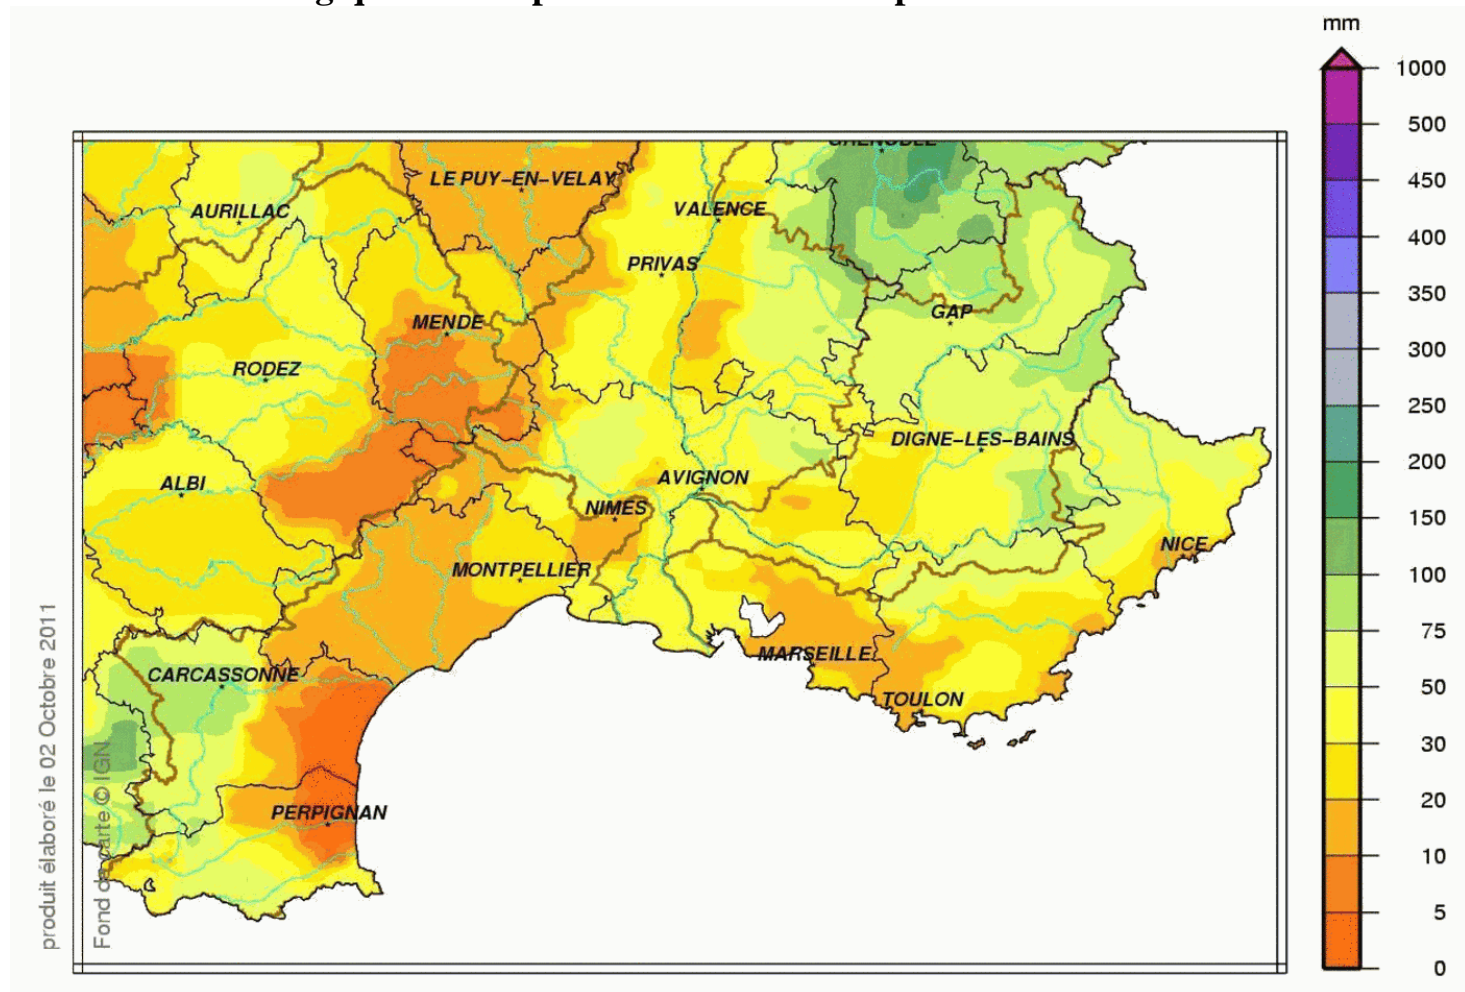 mm
1000
500
450
400
350
300
250
200
150
100
75
50
30
20
10
5
0
LE PUY-EN-VELAY
AURILLAC
VALENCE
PRIVAS
MENDE
GAP
RODEZ
DIGNE-LES-BAINS
ALBI
AVIGNON
NIMES
NICE
MONTPELLIER
CARCASSONNE
MARSEILLE
TOULON
PERPIGNAN
produit élaboré le 02 Octobre 2011
Fond de carte © IGN